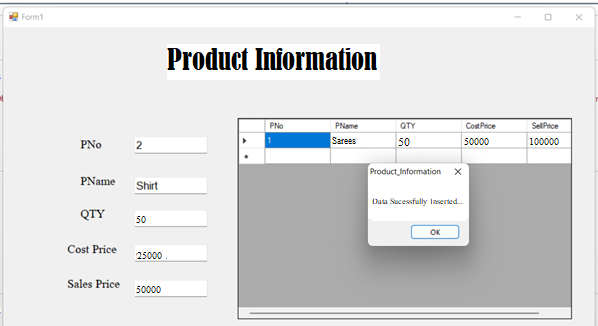 Form1
Product Information
PNo 2
PName Shirt
QTY 50
Cost Price 25000 .
Sales Price 50000
PNo PName QTY CostPrice SellPrice
1 Sarees 50 50000 100000
Product_Information
Data Sucessfully Inserted...
OK